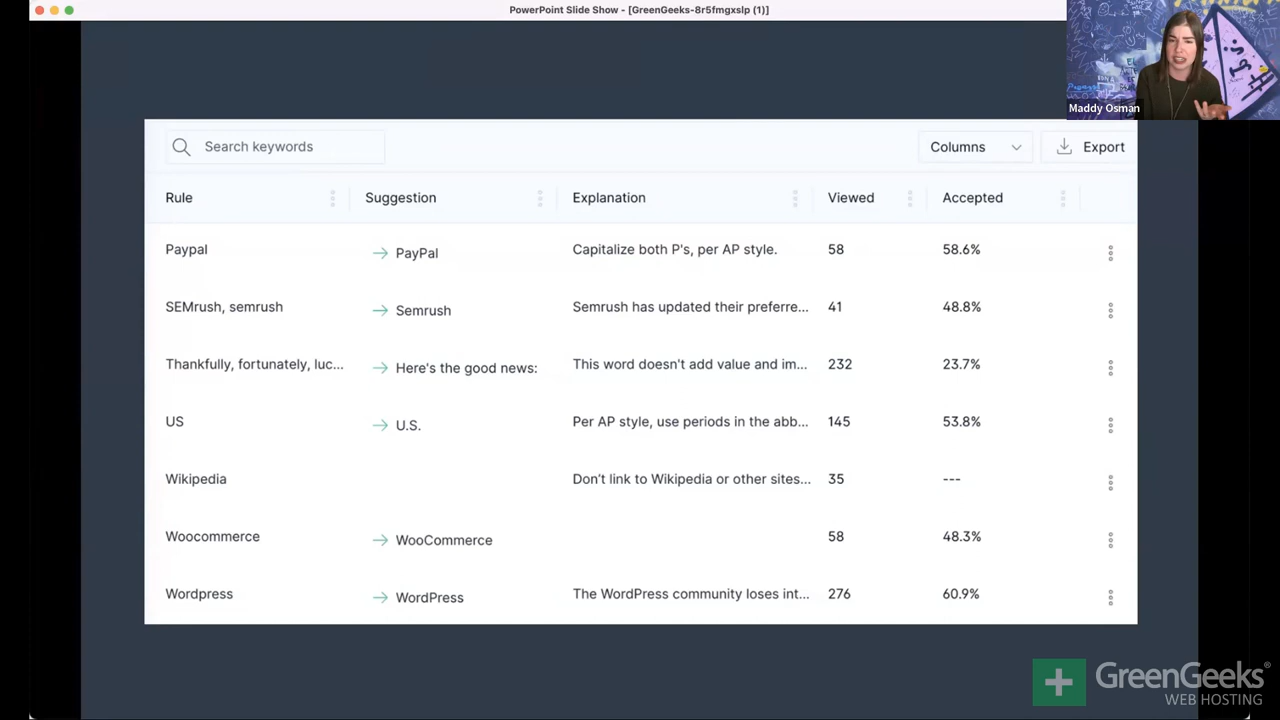 PowerPoint Slide Show - [GreenGeeks-8r5fmgxslp (1)]
Maddy Osman
Search keywords
Columns
Export
Rule Suggestion Explanation Viewed Accepted
Paypal → PayPal Capitalize both P's, per AP style. 58 58.6%
SEMrush, semrush → Semrush Semrush has updated their preferre... 41 48.8%
Thankfully, fortunately, luc... → Here's the good news: This word doesn't add value and im... 232 23.7%
US → U.S. Per AP style, use periods in the abb... 145 53.8%
Wikipedia Don’t link to Wikipedia or other sites... 35 ---
Woocommerce → WooCommerce 58 48.3%
Wordpress → WordPress The WordPress community loses int... 276 60.9%
GreenGeeks®
WEB HOSTING